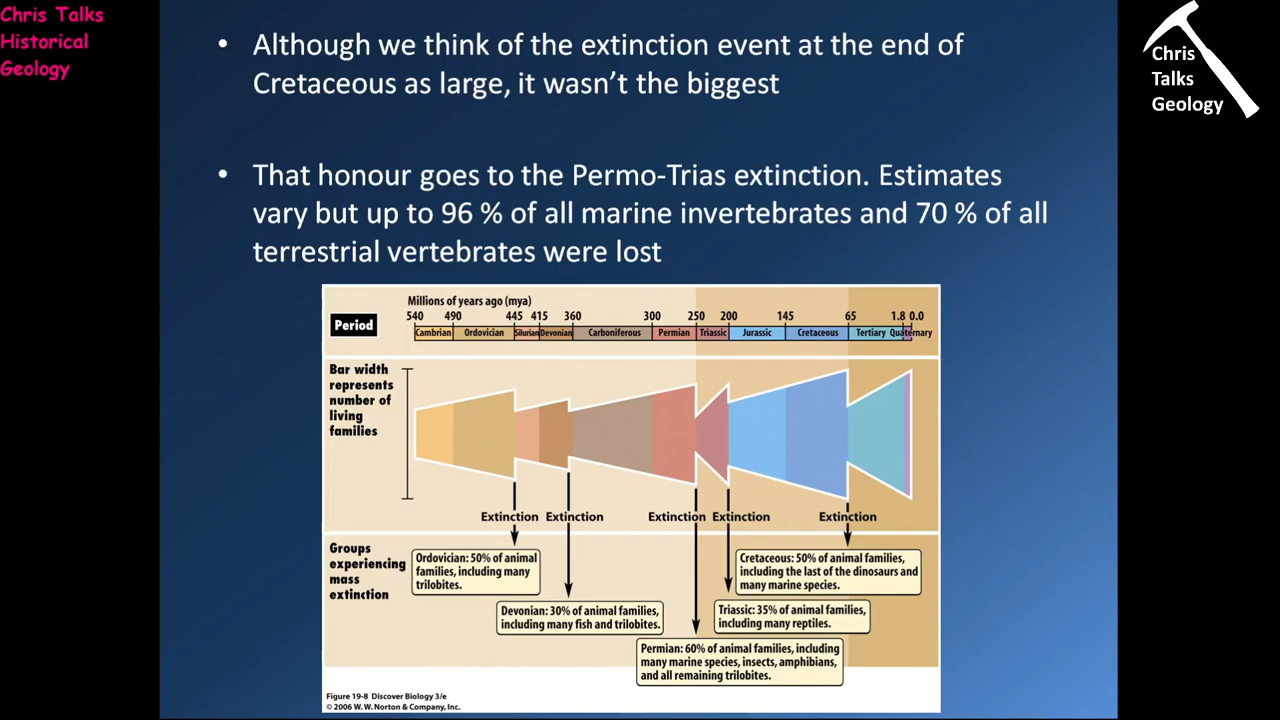 Chris Talks
Historical
Geology
Chris
Talks
Geology
• Although we think of the extinction event at the end of
Cretaceous as large, it wasn't the biggest
• That honour goes to the Permo-Trias extinction. Estimates
vary but up to 96 % of all marine invertebrates and 70 % of all
terrestrial vertebrates were lost
Millions of years ago (mya)
540 490 445 415 360 300 250 200 145 65 1.8 0.0
Period
Cambrian Ordovician Silurian Devonian Carboniferous Permian Triassic Jurassic Cretaceous Tertiary Quaternary
Bar width
represents
number of
living
families
Extinction Extinction Extinction Extinction Extinction
Groups
experiencing
mass
extinction
Ordovician: 50% of animal
families, including many
trilobites.
Devonian: 30% of animal families,
including many fish and trilobites.
Permian: 60% of animal families, including
many marine species, insects, amphibians,
and all remaining trilobites.
Triassic: 35% of animal families,
including many reptiles.
Cretaceous: 50% of animal families,
including the last of the dinosaurs and
many marine species.
Figure 19-8 Discover Biology 3/e
© 2006 W. W. Norton & Company, Inc.